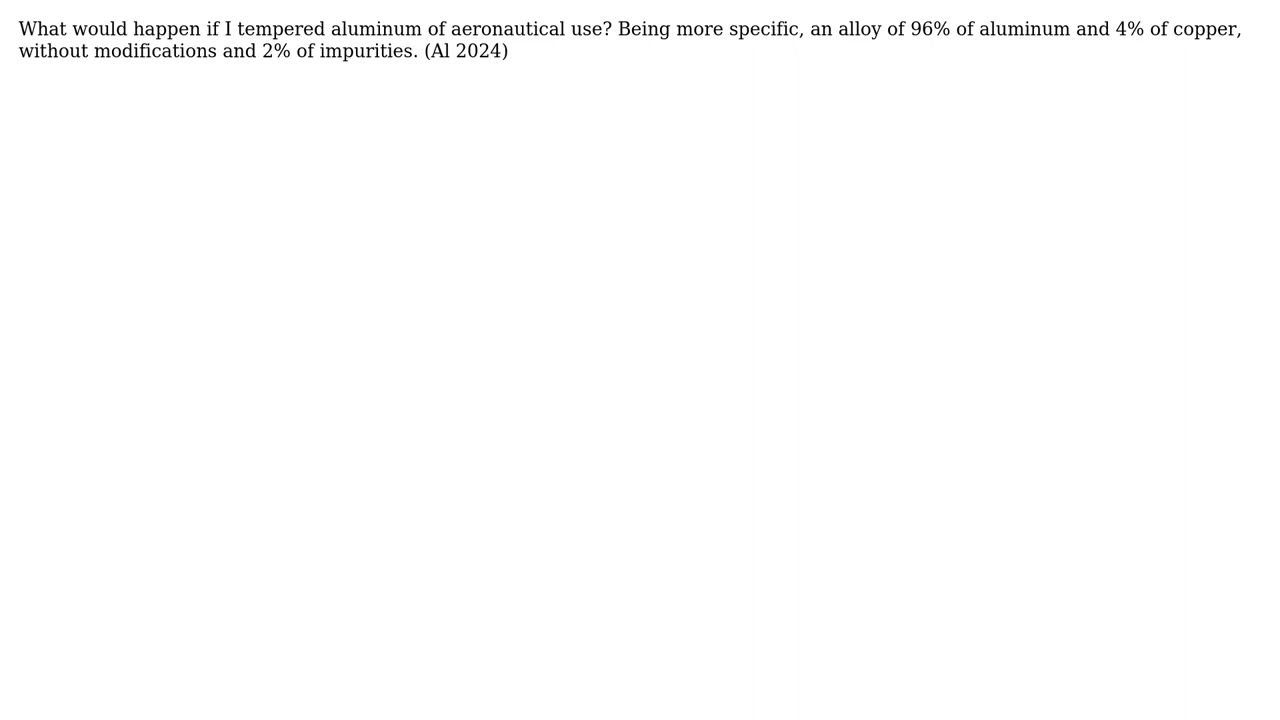 What would happen if I tempered aluminum of aeronautical use? Being more specific, an alloy of 96% of aluminum and 4% of copper,
without modifications and 2% of impurities. (Al 2024)